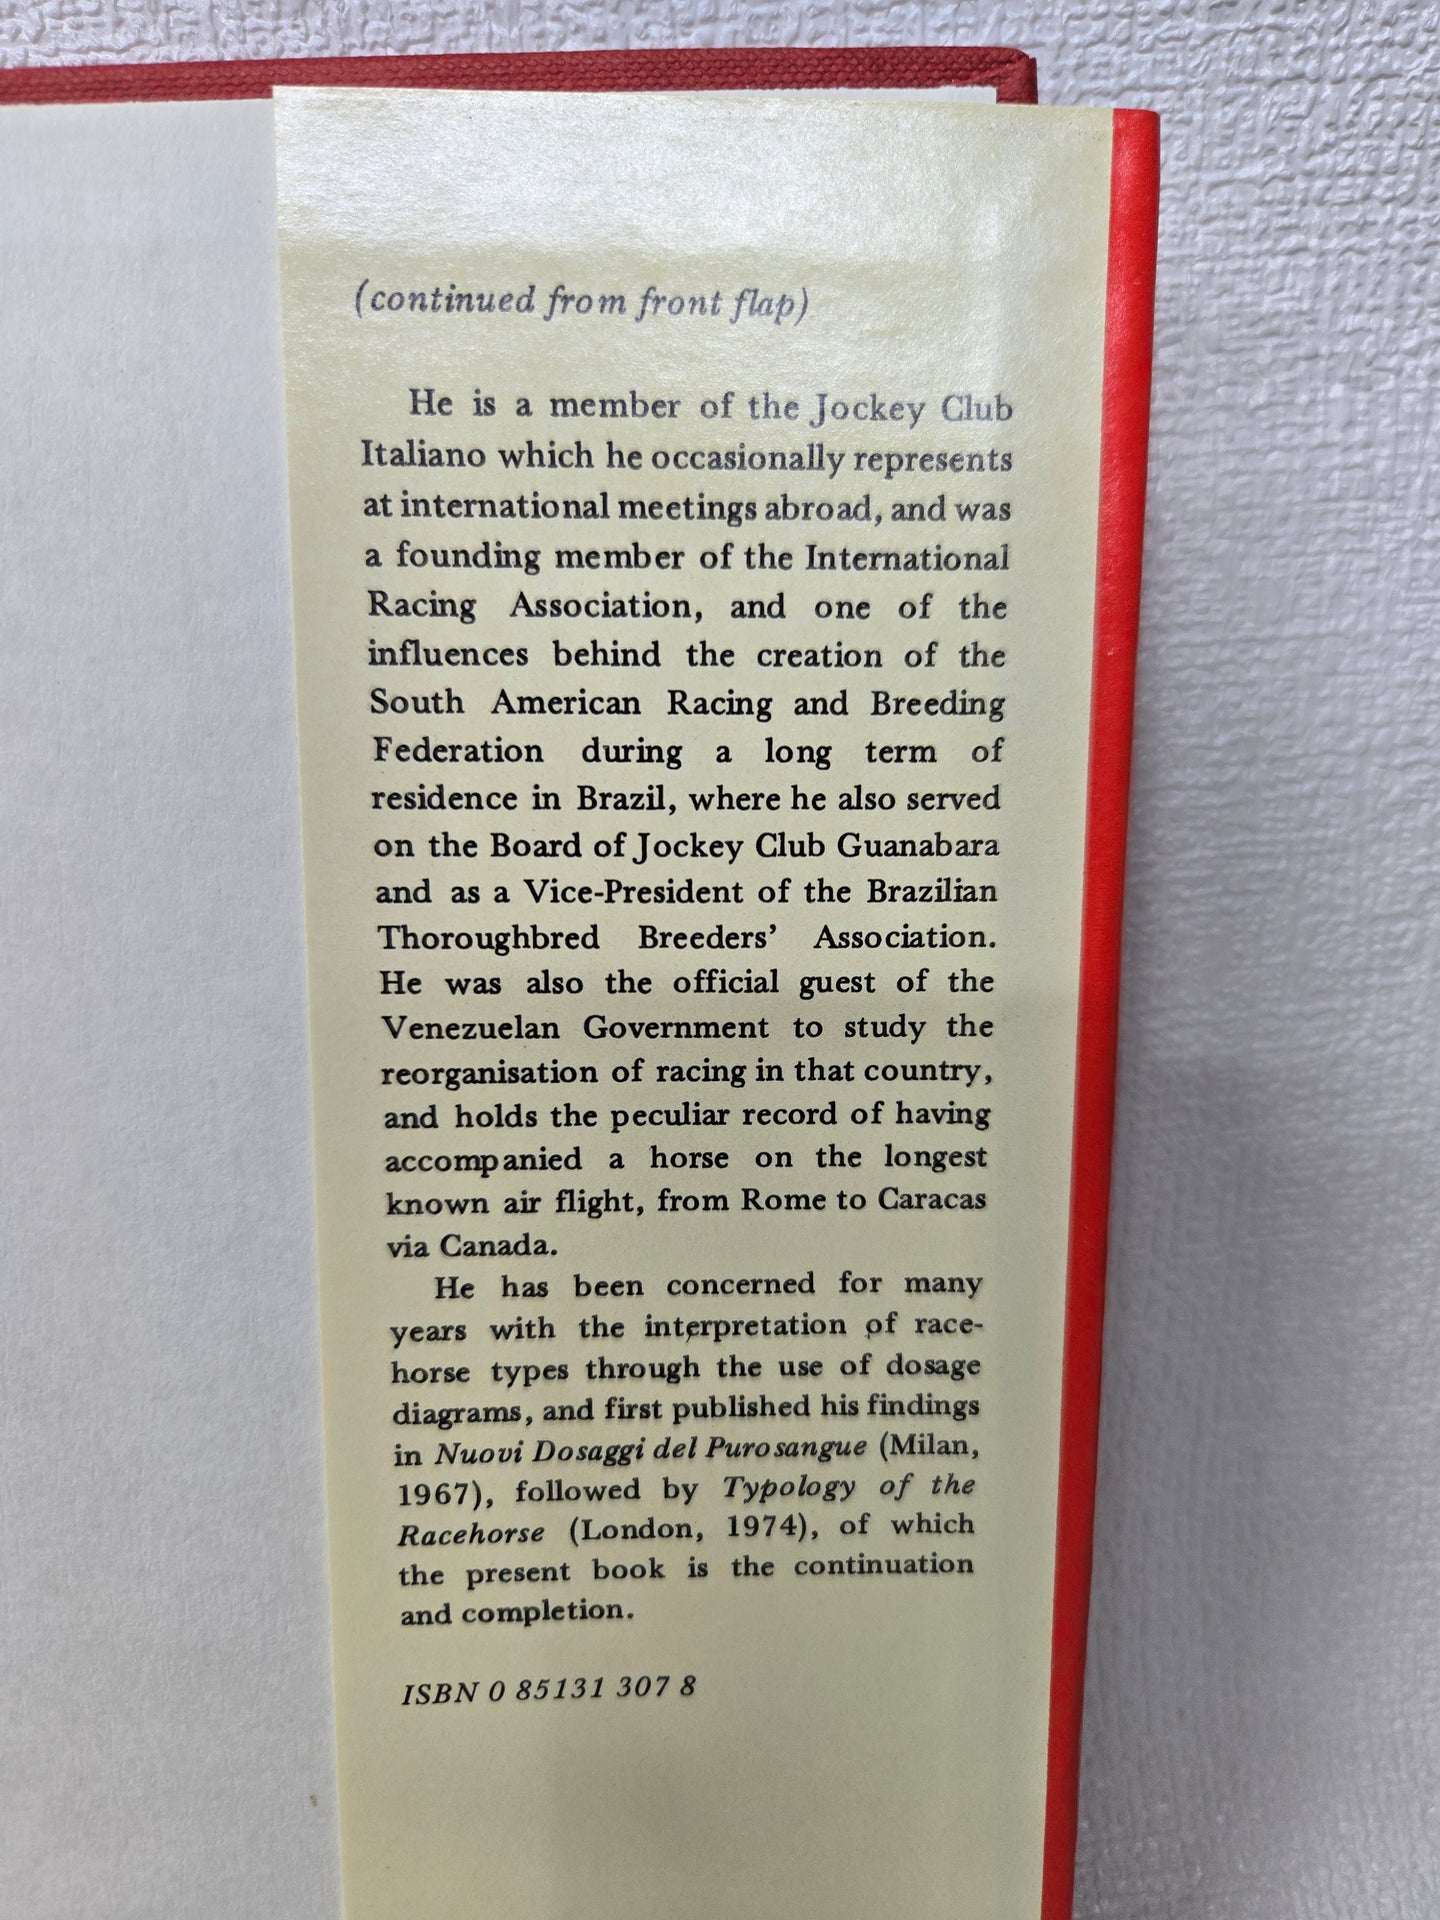 (continued from front flap)
He is a member of the Jockey Club
Italiano which he occasionally represents
at international meetings abroad, and was
a founding member of the International
Racing Association, and one of the
influences behind the creation of the
South American Racing and Breeding
Federation during a long term of
residence in Brazil, where he also served
on the Board of Jockey Club Guanabara
and as a Vice-President of the Brazilian
Thoroughbred Breeders' Association.
He was also the official guest of the
Venezuelan Government to study the
reorganisation of racing in that country,
and holds the peculiar record of having
accompanied a horse on the longest
known air flight, from Rome to Caracas
via Canada.
He has been concerned for many
years with the interpretation of race-
horse types through the use of dosage
diagrams, and first published his findings
in Nuovi Dosaggi del Purosangue (Milan,
1967), followed by Typology of the
Racehorse (London, 1974), of which
the present book is the continuation
and completion.
ISBN 0 85131 307 8